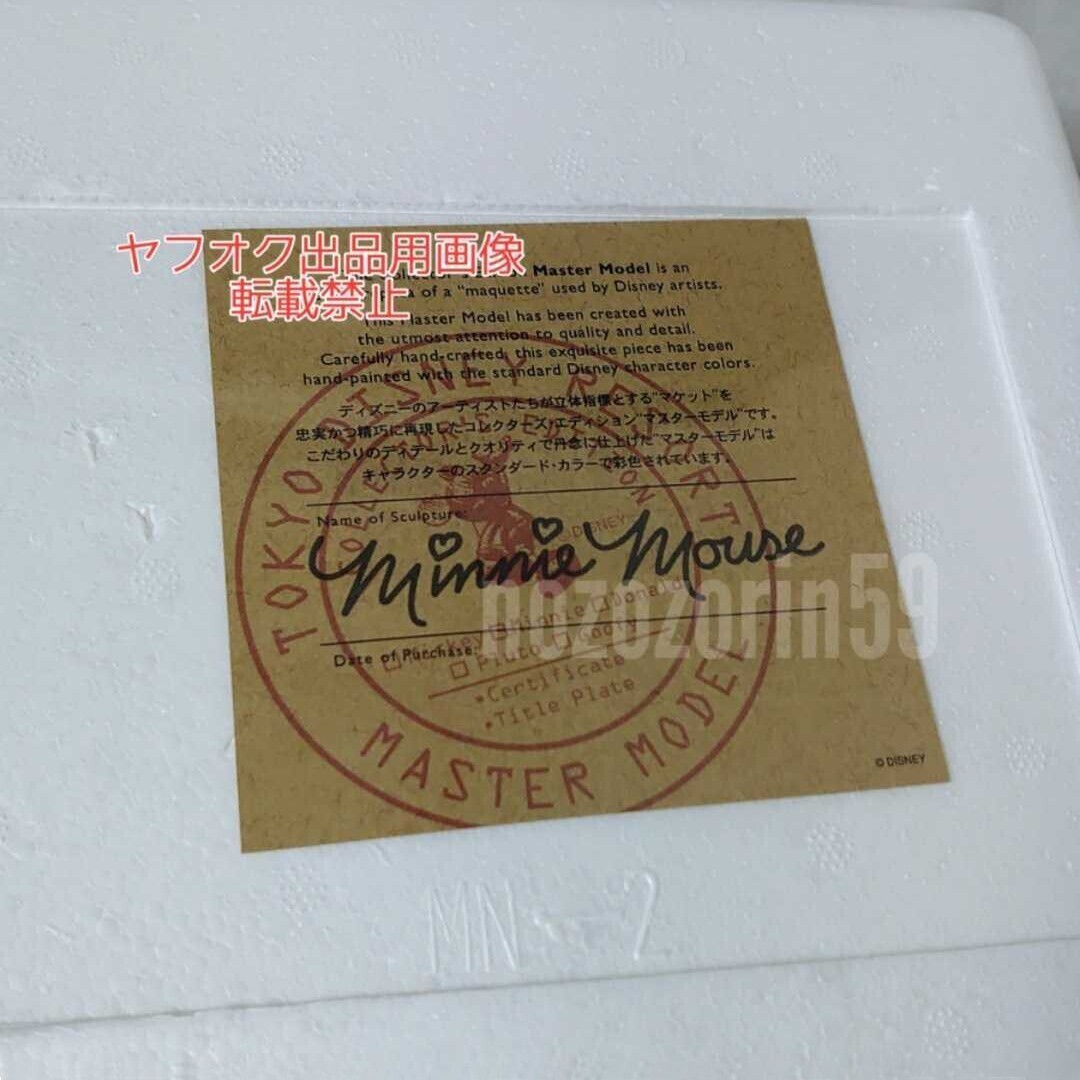 ヤフオク出品用画像
転載禁止
Master Model is an
of a "maquette" used by Disney artists.
This Master Model has been created with
the utmost attention to quality and detail.
Carefully hand-crafted, this exquisite piece has been
hand-painted with the standard Disney character colors.
ディズニーのアーティストたちが立体指標とする"マケット"を
忠実かつ精巧に再現したコレクターズ・エディション"マスターモデル"です。
こだわりのディテールとクオリティで丹念に仕上げた"マスターモデル"は
キャラクターのスタンダード・カラーで彩色されています。
TOKYO DISNEY RESORT
COLLECTOR'S EDITION
© DISNEY
Name of Sculpture:
Minnie Mouse
nozozorin59
□ Mickey □ Minnie □ Donald
Date of Purchase:
□ Pluto □ Goofy
•Certificate
•Title Plate
MASTER MODEL
© DISNEY
MN-2
nozozorin59